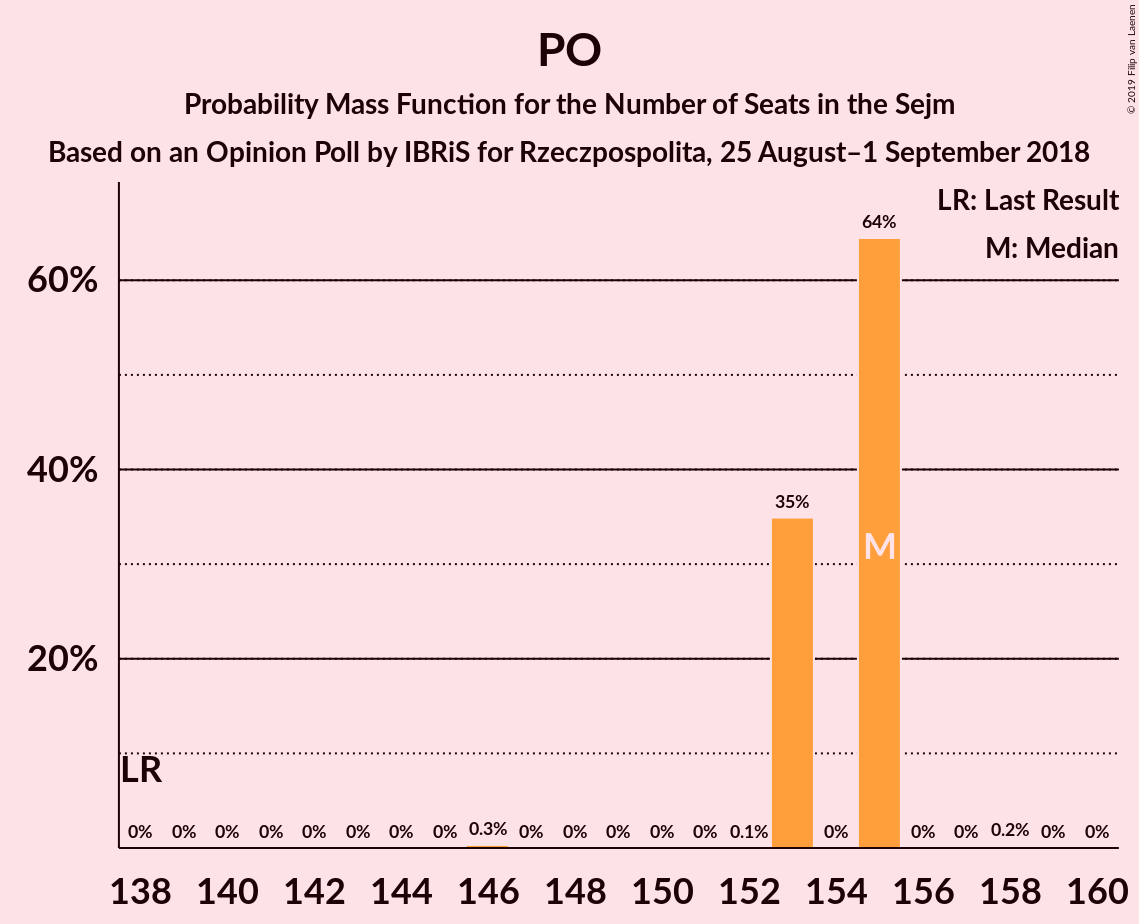 PO
Probability Mass Function for the Number of Seats in the Sejm
Based on an Opinion Poll by IBRiS for Rzeczpospolita, 25 August–1 September 2018
© 2019 Filip van Laenen
LR: Last Result
M: Median
64%
60%
40%
35%
M
20%
LR
0% 0% 0% 0% 0% 0% 0% 0% 0.3% 0% 0% 0% 0% 0% 0.1% 0% 0% 0% 0.2% 0% 0%
138 140 142 144 146 148 150 152 154 156 158 160